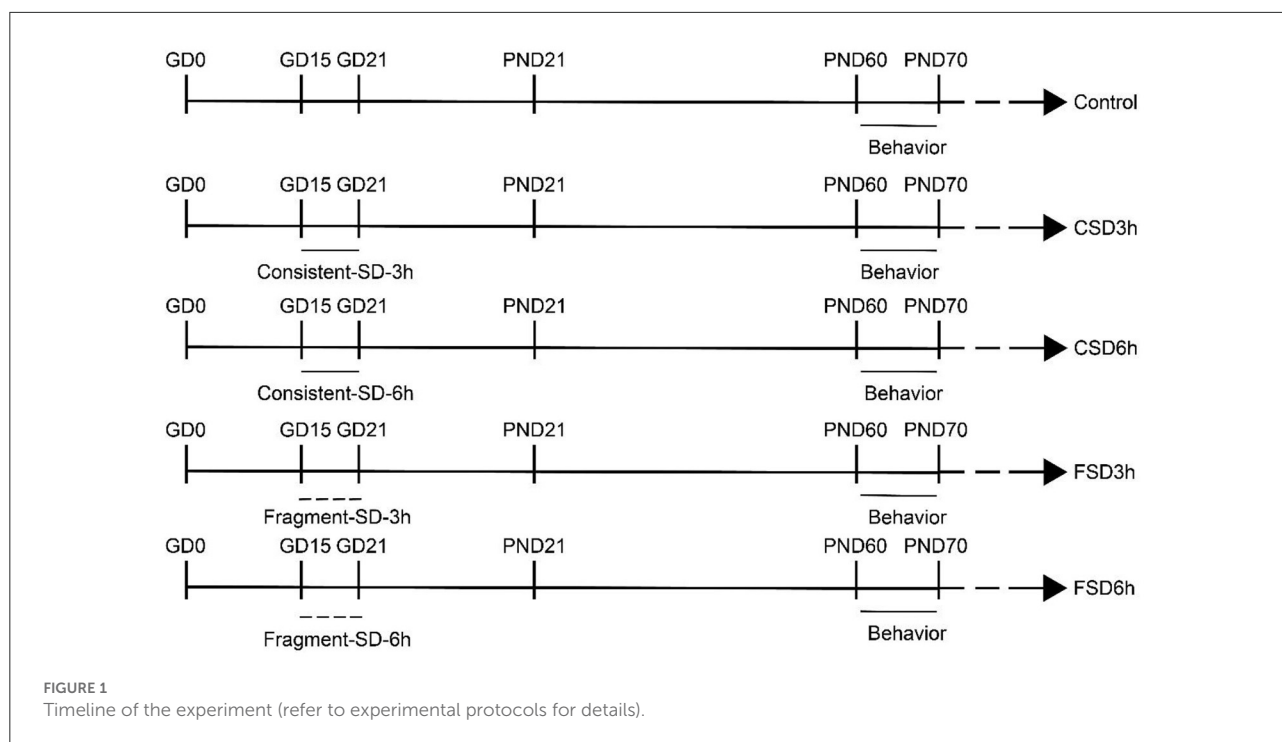 GD0 GD15 GD21 PND21 PND60 PND70
Control
Behavior
GD0 GD15 GD21 PND21 PND60 PND70
CSD3h
Consistent-SD-3h Behavior
GD0 GD15 GD21 PND21 PND60 PND70
CSD6h
Consistent-SD-6h Behavior
GD0 GD15 GD21 PND21 PND60 PND70
FSD3h
Fragment-SD-3h Behavior
GD0 GD15 GD21 PND21 PND60 PND70
FSD6h
Fragment-SD-6h Behavior
FIGURE 1
Timeline of the experiment (refer to experimental protocols for details).